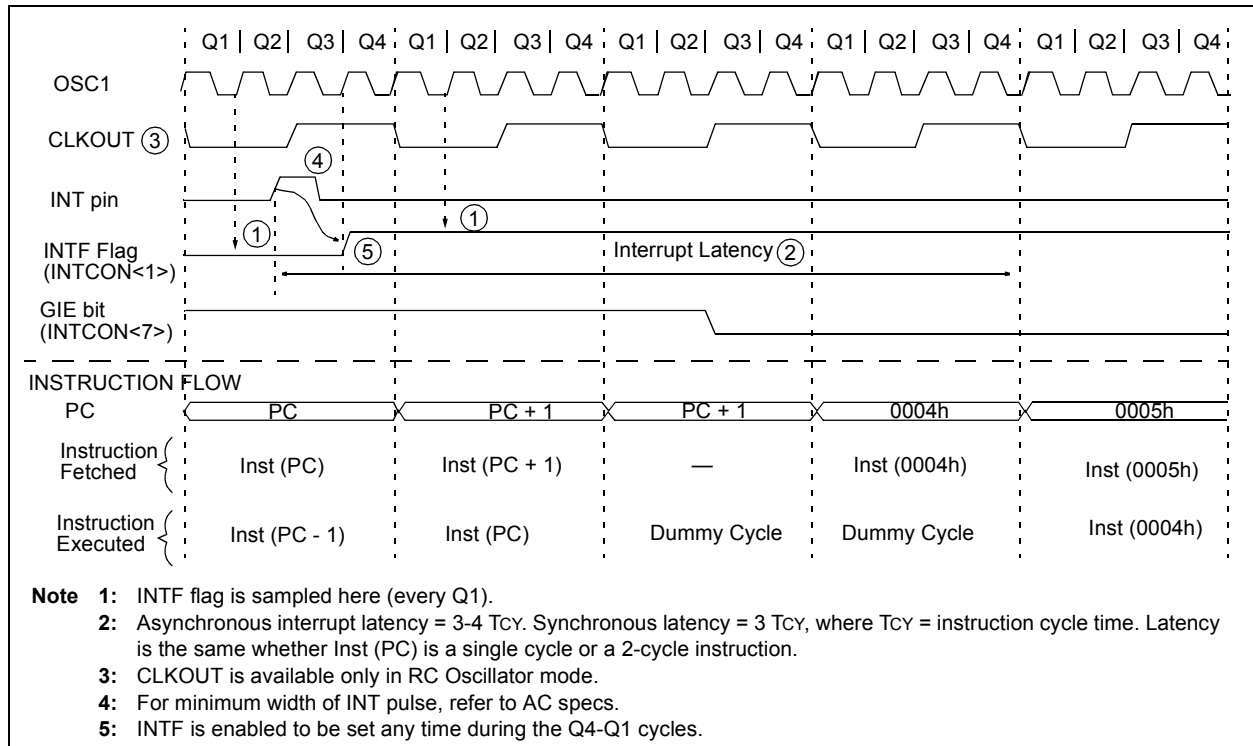 Q1 Q2 Q3 Q4 Q1 Q2 Q3 Q4 Q1 Q2 Q3 Q4 Q1 Q2 Q3 Q4 Q1 Q2 Q3 Q4
OSC1
CLKOUT 3
4
INT pin
1 1
INTF Flag
(INTCON<1>)
5
Interrupt Latency 2
GIE bit
(INTCON<7>)
INSTRUCTION FLOW
PC PC PC + 1 PC + 1 0004h 0005h
Instruction
Fetched
Inst (PC) Inst (PC + 1) — Inst (0004h) Inst (0005h)
Instruction
Executed
Inst (PC - 1) Inst (PC) Dummy Cycle Dummy Cycle Inst (0004h)
Note 1: INTF flag is sampled here (every Q1).
2: Asynchronous interrupt latency = 3-4 TCY. Synchronous latency = 3 TCY, where TCY = instruction cycle time. Latency
is the same whether Inst (PC) is a single cycle or a 2-cycle instruction.
3: CLKOUT is available only in RC Oscillator mode.
4: For minimum width of INT pulse, refer to AC specs.
5: INTF is enabled to be set any time during the Q4-Q1 cycles.